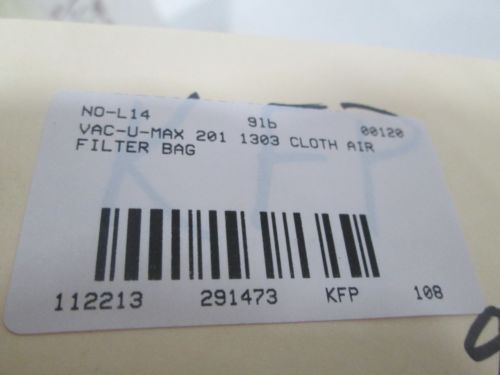 NO-L14 91b 00120
VAC-U-MAX 201 1303 CLOTH AIR
FILTER BAG
KFP
112213 291473 KFP 108